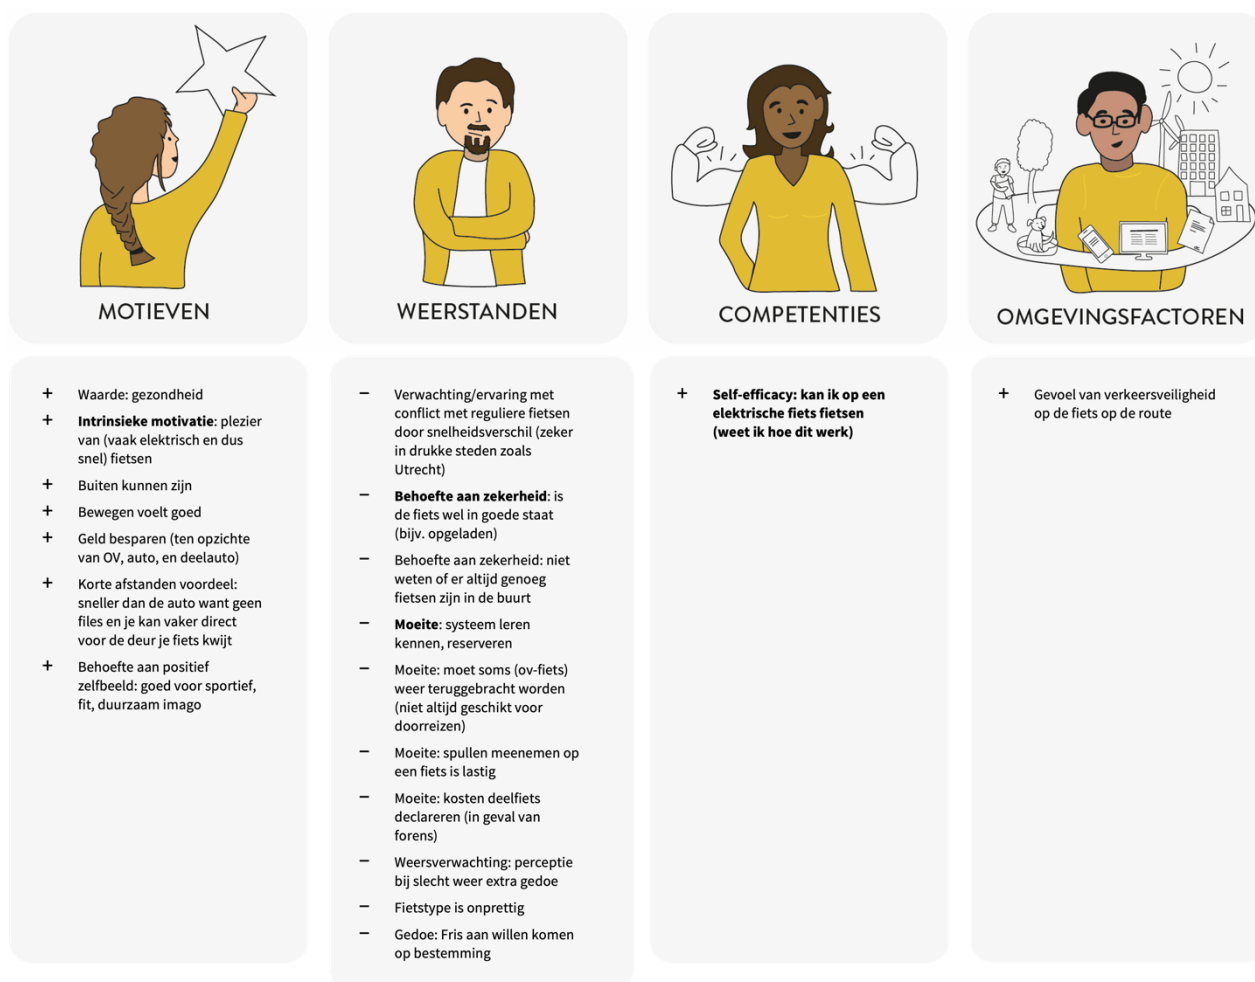 MOTIEVEN
WEERSTANDEN
COMPETENTIES
OMGEVINGSFACTOREN
+ Waarde: gezondheid
+ Intrinsieke motivatie: plezier
van (vaak elektrisch en dus
snel) fietsen
+ Buiten kunnen zijn
+ Bewegen voelt goed
+ Geld besparen (ten opzichte
van OV, auto, en deelauto)
+ Korte afstanden voordeel:
sneller dan de auto want geen
files en je kan vaker direct
voor de deur je fiets kwijt
+ Behoefte aan positief
zelfbeeld: goed voor sportief,
fit, duurzaam imago
– Verwachting/ervaring met
conflict met reguliere fietsen
door snelheidsverschil (zeker
in drukke steden zoals
Utrecht)
– Behoefte aan zekerheid: is
de fiets wel in goede staat
(bijv. opgeladen)
– Behoefte aan zekerheid: niet
weten of er altijd genoeg
fietsen zijn in de buurt
– Moeite: systeem leren
kennen, reserveren
– Moeite: moet soms (ov-fiets)
weer teruggebracht worden
(niet altijd geschikt voor
doorreizen)
– Moeite: spullen meenemen op
een fiets is lastig
– Moeite: kosten deelfiets
declareren (in geval van
forens)
– Weersverwachting: perceptie
bij slecht weer extra gedoe
– Fietstype is onprettig
– Gedoe: Fris aan willen komen
op bestemming
+ Self-efficacy: kan ik op een
elektrische fiets fietsen
(weet ik hoe dit werk)
+ Gevoel van verkeersveiligheid
op de fiets op de route